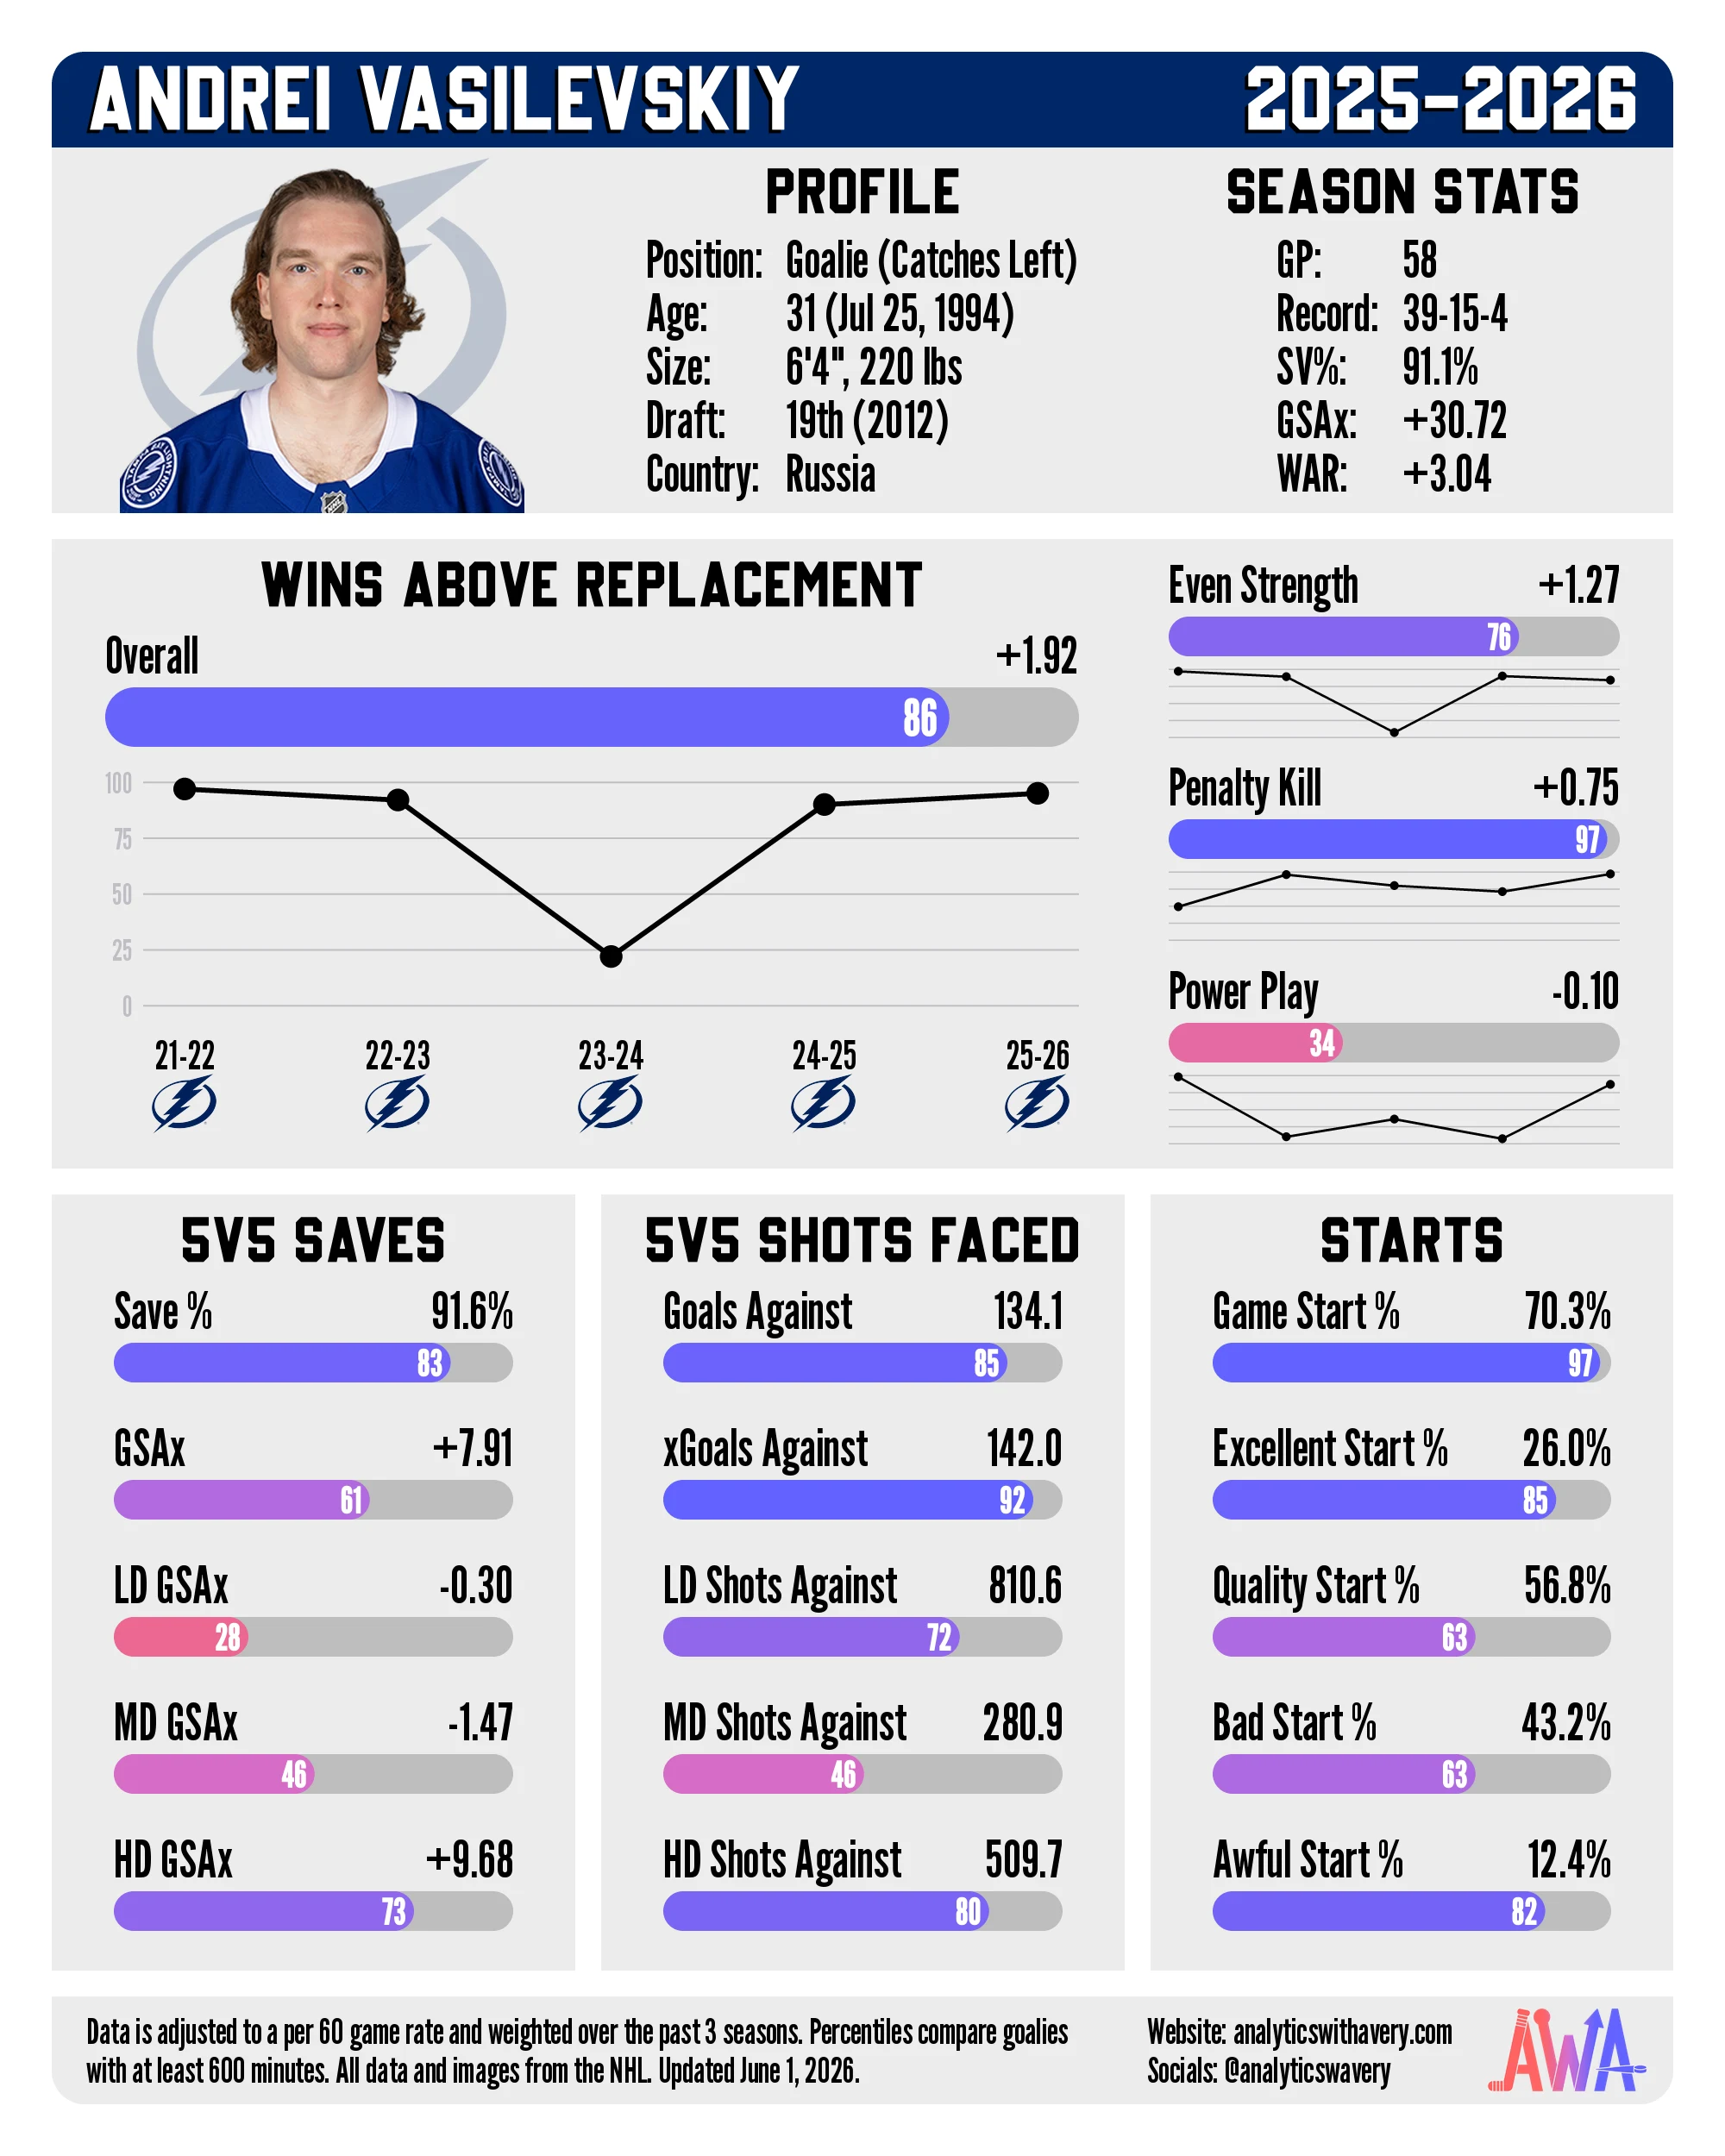 ANDREI VASILEVSKIY 2025-2026
PROFILE
Position: Goalie (Catches Left)
Age: 31 (Jul 25, 1994)
Size: 6'4", 220 lbs
Draft: 19th (2012)
Country: Russia
SEASON STATS
GP: 58
Record: 39-15-4
SV%: 91.1%
GSAx: +30.72
WAR: +3.04
TAMPA BAY LIGHTNING
WINS ABOVE REPLACEMENT
Overall +1.92
86
100
75
50
25
0
21-22 22-23 23-24 24-25 25-26
Even Strength +1.27
76
Penalty Kill +0.75
97
Power Play -0.10
34
5V5 SAVES
Save % 91.6%
83
GSAx +7.91
61
LD GSAx -0.30
28
MD GSAx -1.47
46
HD GSAx +9.68
73
5V5 SHOTS FACED
Goals Against 134.1
85
xGoals Against 142.0
92
LD Shots Against 810.6
72
MD Shots Against 280.9
46
HD Shots Against 509.7
80
STARTS
Game Start % 70.3%
97
Excellent Start % 26.0%
85
Quality Start % 56.8%
63
Bad Start % 43.2%
63
Awful Start % 12.4%
82
Data is adjusted to a per 60 game rate and weighted over the past 3 seasons. Percentiles compare goalies
with at least 600 minutes. All data and images from the NHL. Updated June 1, 2026.
Website: analyticswithavery.com
Socials: @analyticswavery
AWA